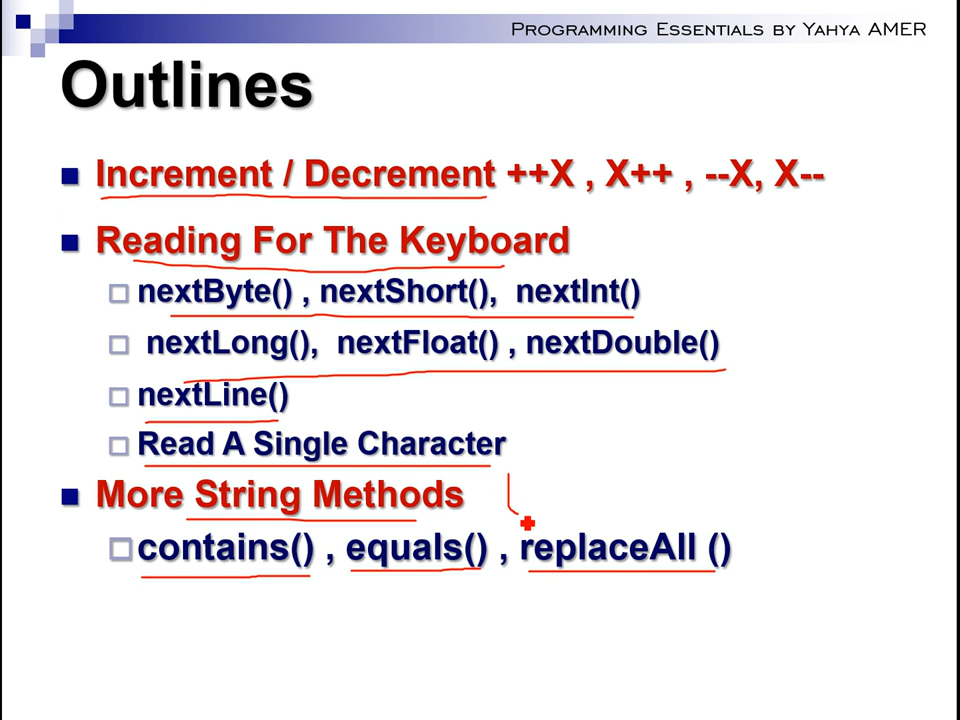 Programming Essentials by Yahya AMER
Outlines
Increment / Decrement ++X , X++ , --X, X--
Reading For The Keyboard
nextByte() , nextShort(), nextInt()
nextLong(), nextFloat() , nextDouble()
nextLine()
Read A Single Character
More String Methods
contains() , equals() , replaceAll ()